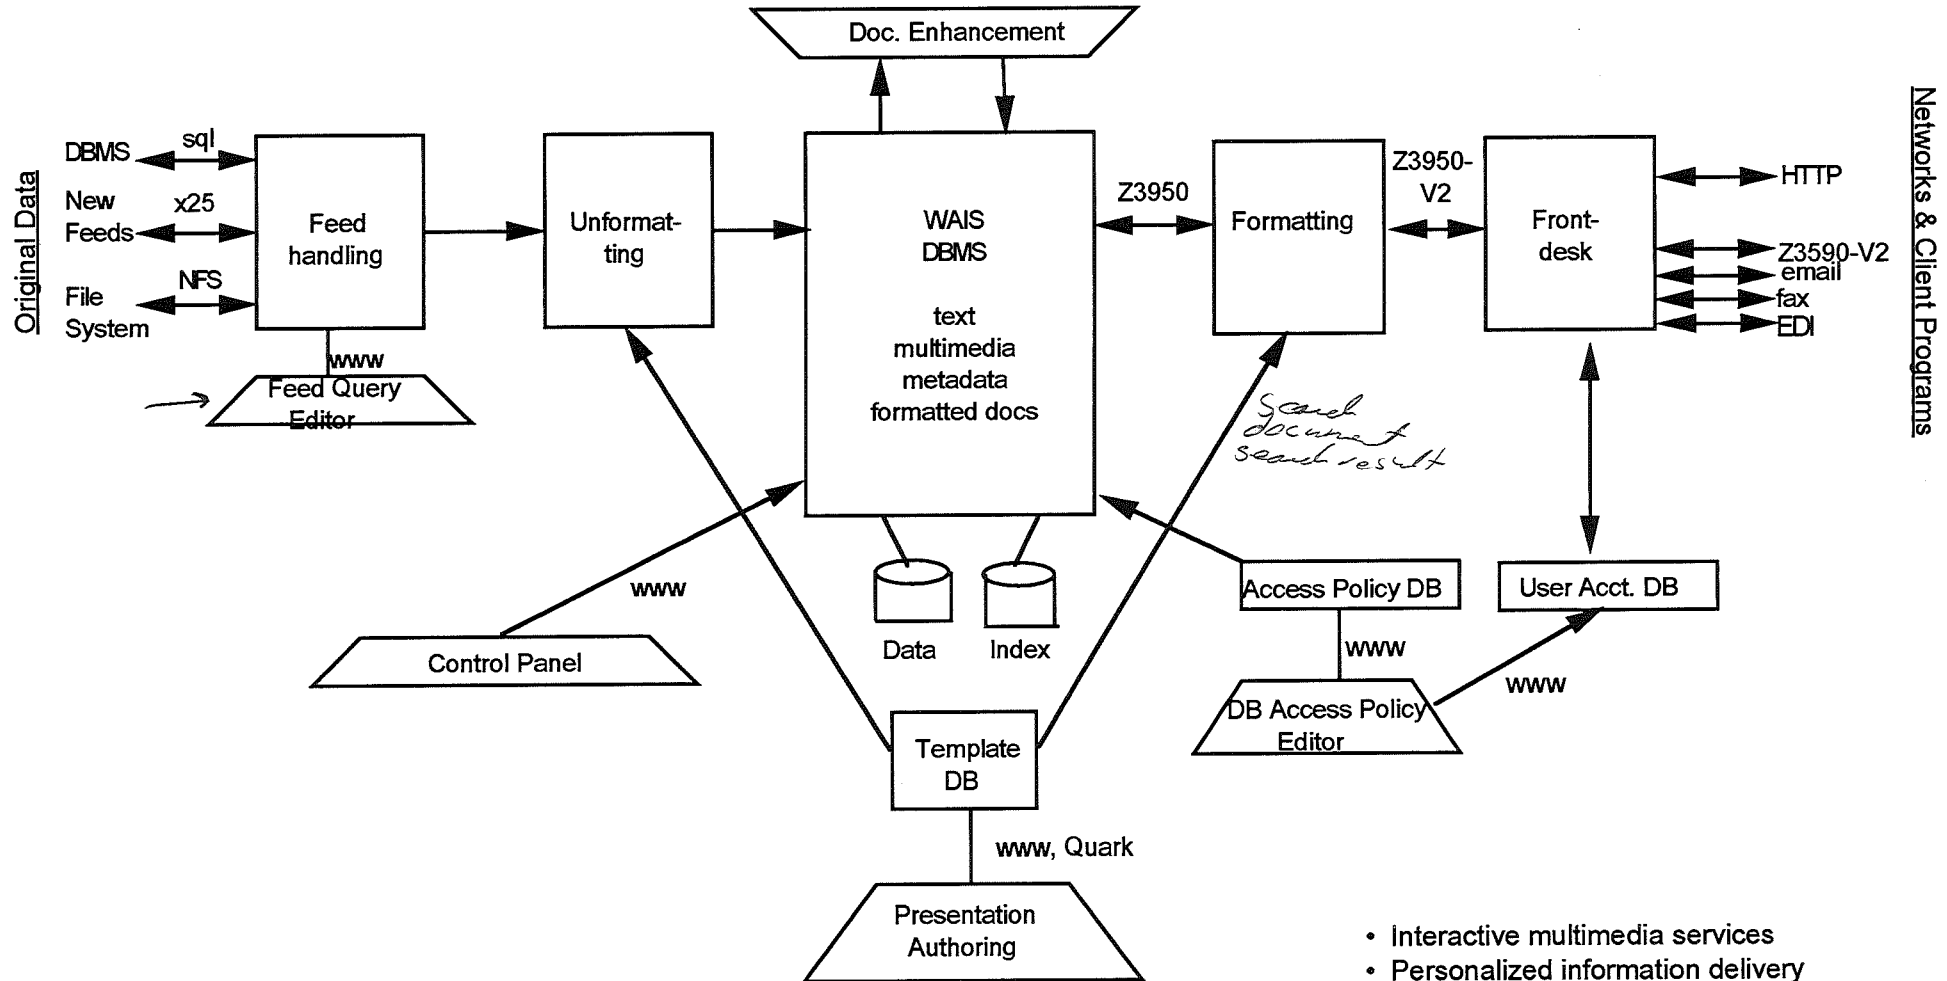 Doc. Enhancement
Original Data
DBMS
sql
New
Feeds
x25
File
System
NFS
Feed
handling
www
Feed Query
Editor
Unformat-
ting
WAIS
DBMS
text
multimedia
metadata
formatted docs
Z3950
Formatting
Z3950-
V2
Front-
desk
HTTP
Z3590-V2
email
fax
EDI
Networks & Client Programs
search
document
search result
www
Control Panel
Data
Index
Access Policy DB
User Acct. DB
www
www
DB Access Policy
Editor
Template
DB
www, Quark
Presentation
Authoring
• Interactive multimedia services
• Personalized information delivery